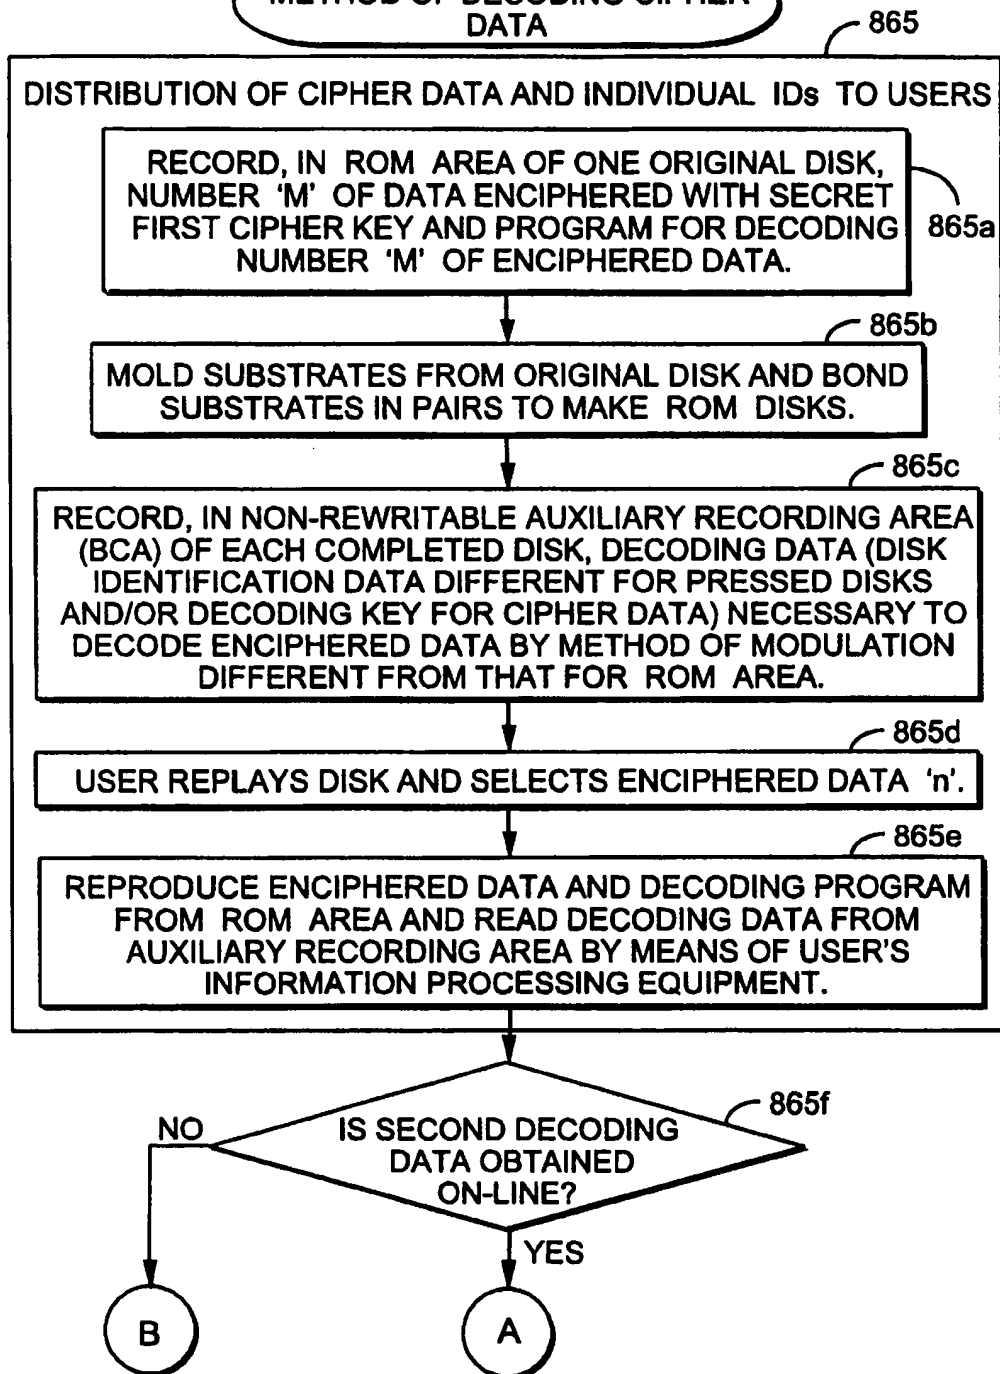 METHOD OF DECODING CIPHER
DATA
865
DISTRIBUTION OF CIPHER DATA AND INDIVIDUAL IDs TO USERS
RECORD, IN ROM AREA OF ONE ORIGINAL DISK,
NUMBER 'M' OF DATA ENCIPHERED WITH SECRET
FIRST CIPHER KEY AND PROGRAM FOR DECODING
NUMBER 'M' OF ENCIPHERED DATA.
865a
865b
MOLD SUBSTRATES FROM ORIGINAL DISK AND BOND
SUBSTRATES IN PAIRS TO MAKE ROM DISKS.
865c
RECORD, IN NON-REWRITABLE AUXILIARY RECORDING AREA
(BCA) OF EACH COMPLETED DISK, DECODING DATA (DISK
IDENTIFICATION DATA DIFFERENT FOR PRESSED DISKS
AND/OR DECODING KEY FOR CIPHER DATA) NECESSARY TO
DECODE ENCIPHERED DATA BY METHOD OF MODULATION
DIFFERENT FROM THAT FOR ROM AREA.
865d
USER REPLAYS DISK AND SELECTS ENCIPHERED DATA 'n'.
865e
REPRODUCE ENCIPHERED DATA AND DECODING PROGRAM
FROM ROM AREA AND READ DECODING DATA FROM
AUXILIARY RECORDING AREA BY MEANS OF USER'S
INFORMATION PROCESSING EQUIPMENT.
865f
NO
IS SECOND DECODING
DATA OBTAINED
ON-LINE?
YES
B
A